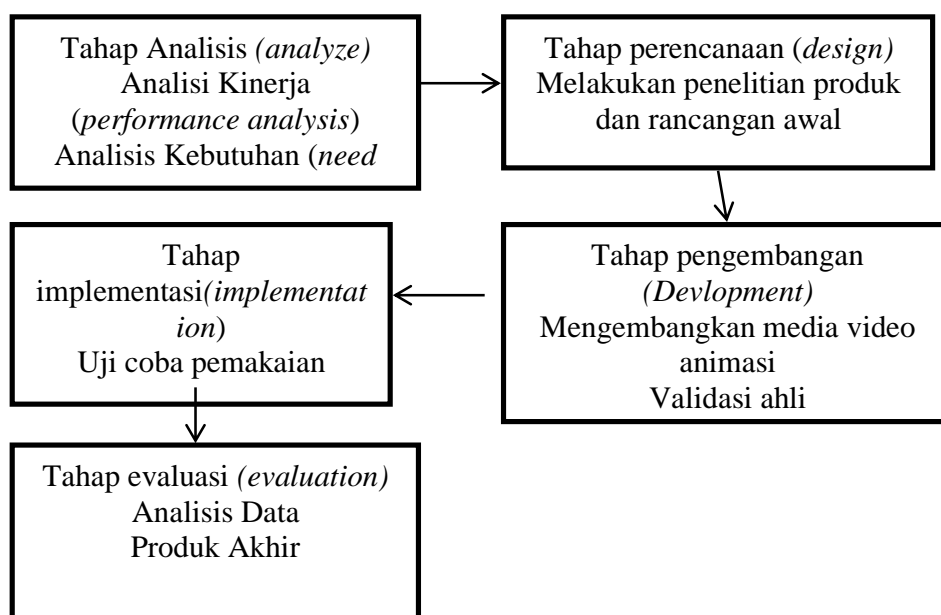 Tahap Analisis (analyze)
Analisi Kinerja
(performance analysis)
Analisis Kebutuhan (need
Tahap perencanaan (design)
Melakukan penelitian produk
dan rancangan awal
Tahap pengembangan
(Devlopment)
Mengembangkan media video
animasi
Validasi ahli
Tahap
implementasi(implementat
ion)
Uji coba pemakaian
Tahap evaluasi (evaluation)
Analisis Data
Produk Akhir